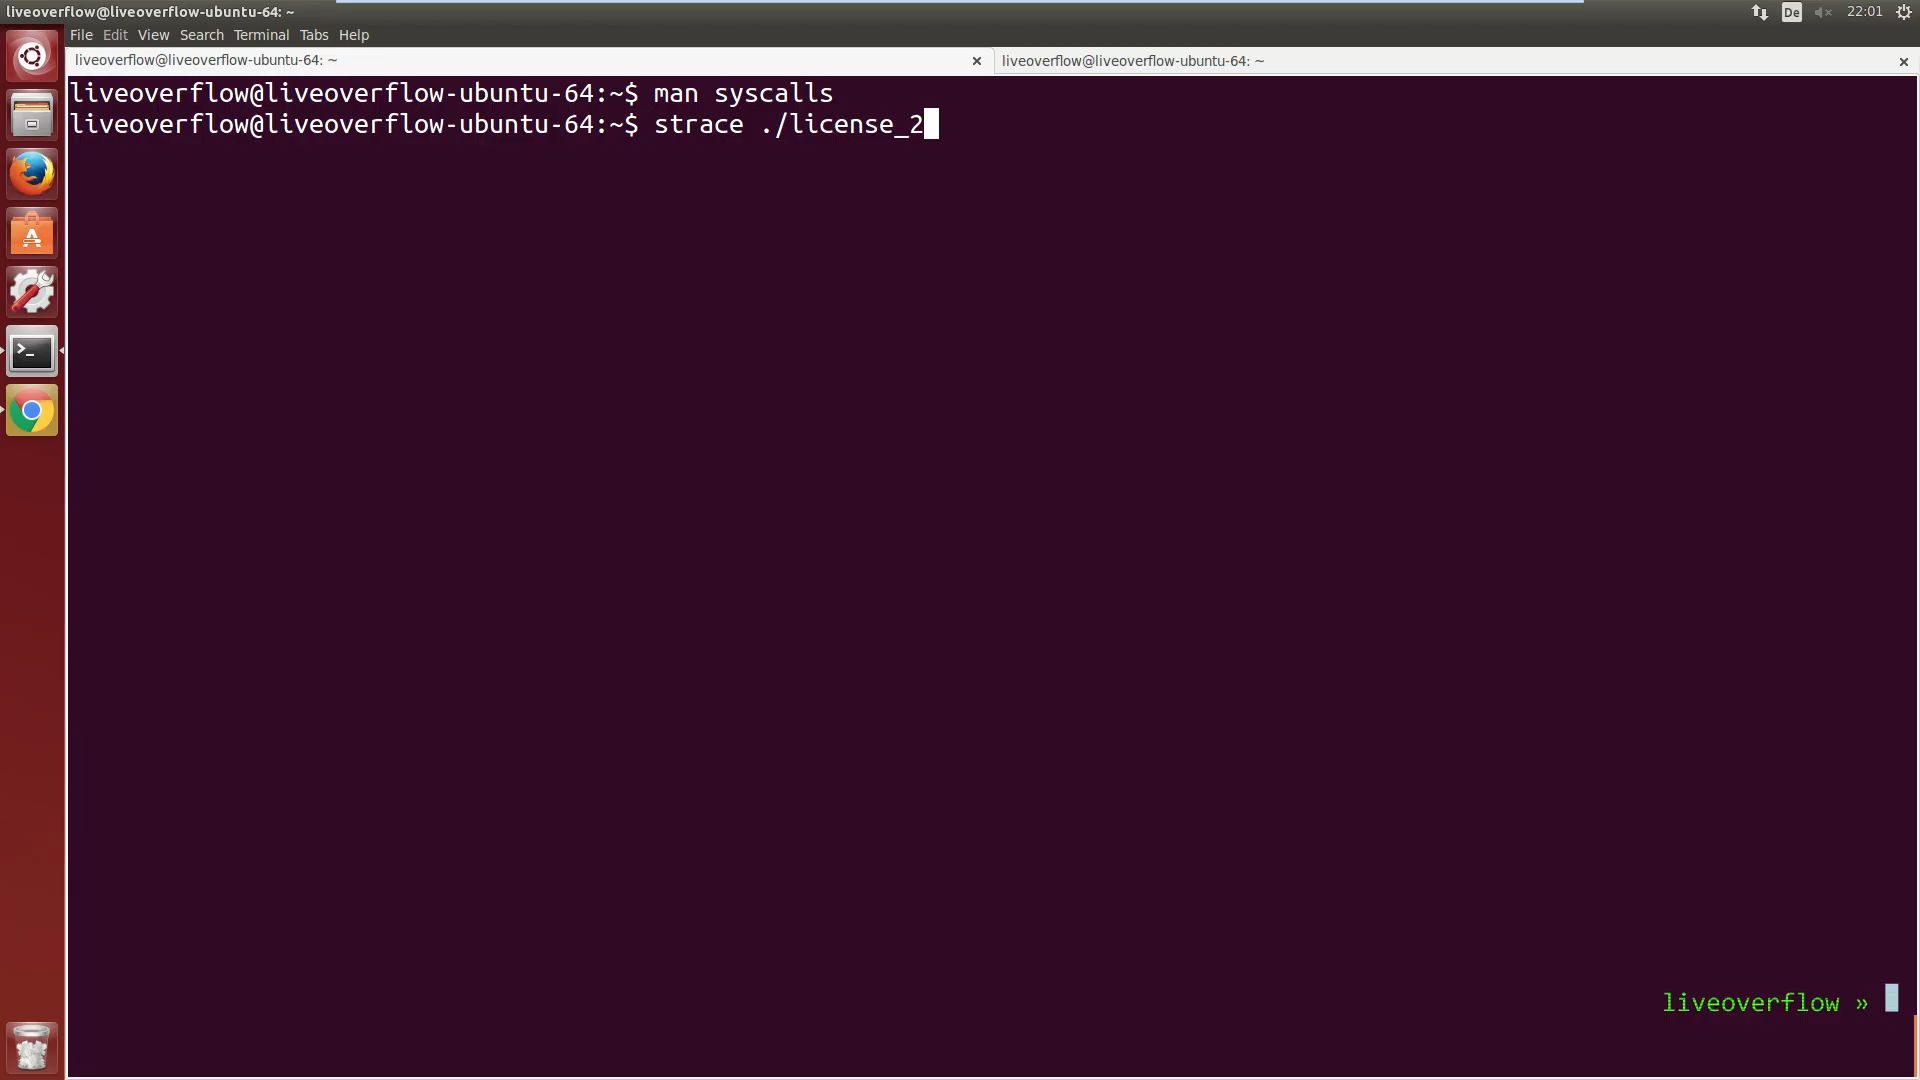 liveoverflow@liveoverflow-ubuntu-64: ~
De
22:01
File Edit View Search Terminal Tabs Help
liveoverflow@liveoverflow-ubuntu-64: ~ × liveoverflow@liveoverflow-ubuntu-64: ~ ×
liveoverflow@liveoverflow-ubuntu-64:~$ man syscalls
liveoverflow@liveoverflow-ubuntu-64:~$ strace ./license_2
liveoverflow »